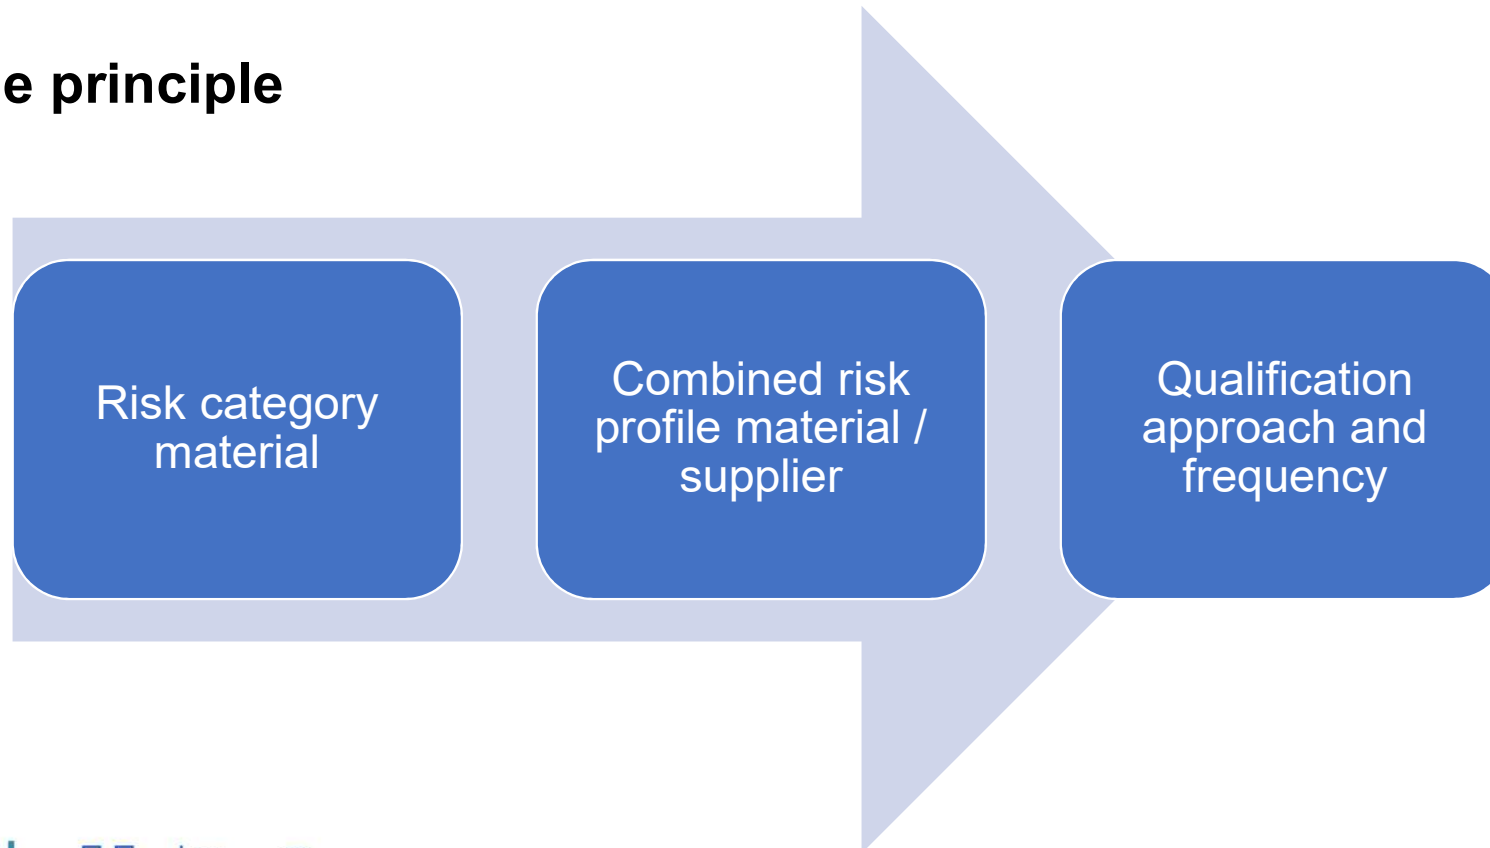 e principle
Risk category
material
Combined risk
profile material /
supplier
Qualification
approach and
frequency